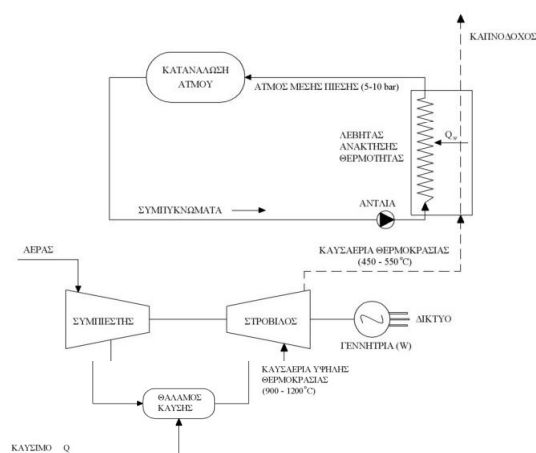 ΚΑΠΝΟΔΟΧΟΣ
ΚΑΤΑΝΑΛΩΣΗ
ΑΤΜΟΥ
ΑΤΜΟΣ ΜΕΣΗΣ ΠΙΕΣΗΣ (5-10 bar)
ΛΕΒΗΤΑΣ
ΑΝΑΚΤΗΣΗΣ
ΘΕΡΜΟΤΗΤΑΣ
ΑΝΤΛΙΑ
ΣΥΜΠΥΚΝΩΜΑΤΑ
ΚΑΥΣΑΕΡΙΑ ΘΕΡΜΟΚΡΑΣΙΑΣ
(450 - 550°C)
ΑΕΡΑΣ
ΣΥΜΠΙΕΣΤΗΣ
ΣΤΡΟΒΙΛΟΣ
ΔΙΚΤΥΟ
ΓΕΝΝΗΤΡΙΑ (W)
ΚΑΥΣΑΕΡΙΑ ΥΨΗΛΗΣ
ΘΕΡΜΟΚΡΑΣΙΑΣ
(900 - 1200°C)
ΘΑΛΑΜΟΣ
ΚΑΥΣΗΣ
ΚΑΥΣΙΜΟ Q